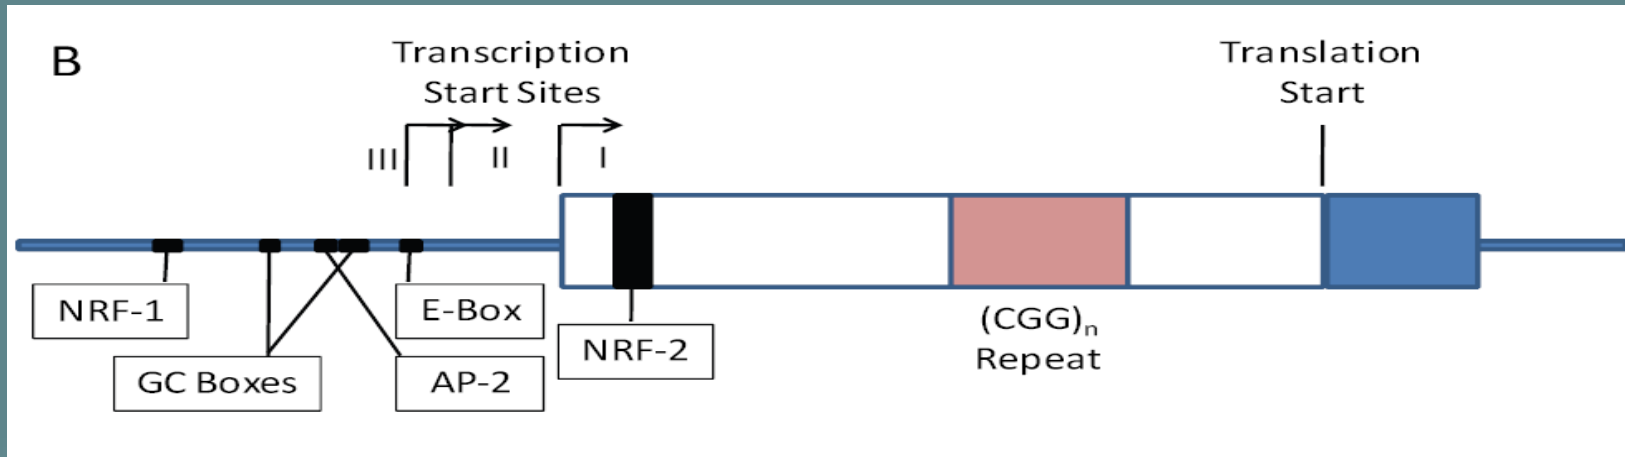 B
Transcription
Start Sites
Translation
Start
III
II
I
NRF-1
E-Box
GC Boxes
AP-2
NRF-2
(CGG)n
Repeat